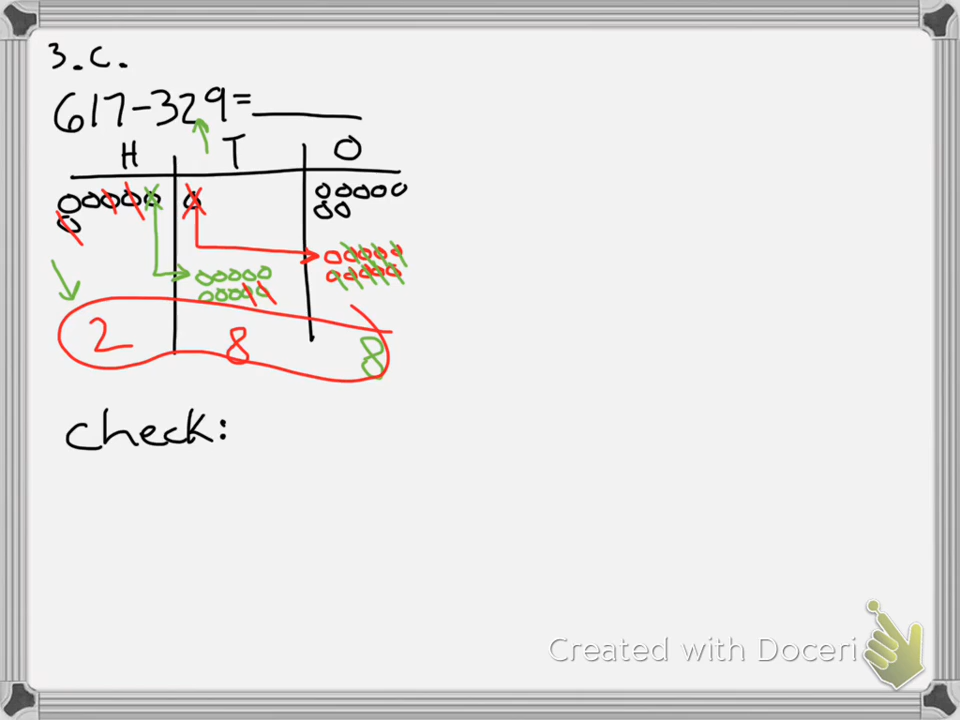 3.c.
617-329=
H T O
2 8 8
check:
Created with Doceri